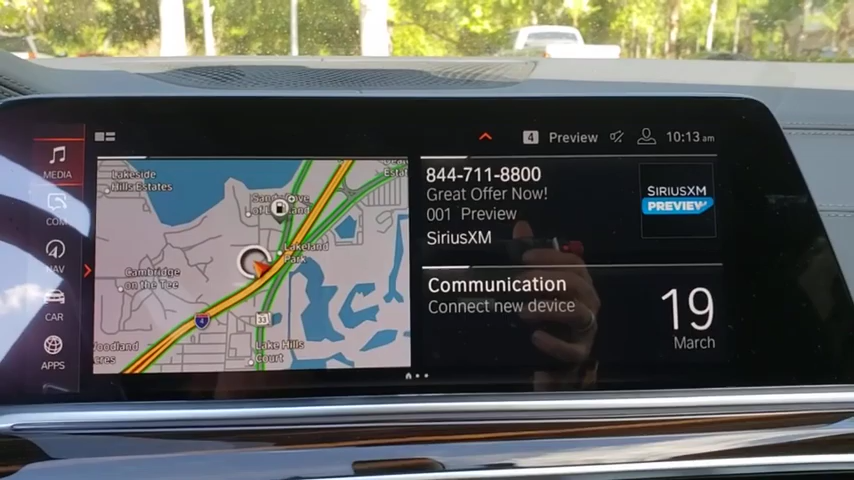 4 Preview 10:13 am
MEDIA
COM
NAV
CAR
APPS
Lakeside
Hills Estates
Lakeland
Park
Cambridge
on the Tee
4
33
Lake Hills
Court
844-711-8800
Great Offer Now!
001 Preview
SiriusXM
SIRIUSXM
PREVIEW
Communication
Connect new device
19
March